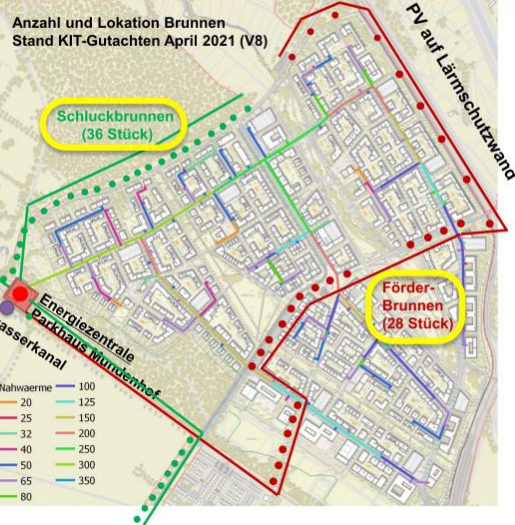 Anzahl und Lokation Brunnen
Stand KIT-Gutachten April 2021 (V8)
PV auf Lärmschutzwand
Schluckbrunnen
(36 Stück)
Förder-
Brunnen
(28 Stück)
Energiezentrale
Parkhaus Mundenhof
asserkanal
Nahwaerme
20
25
32
40
50
65
80
100
125
150
200
250
300
350